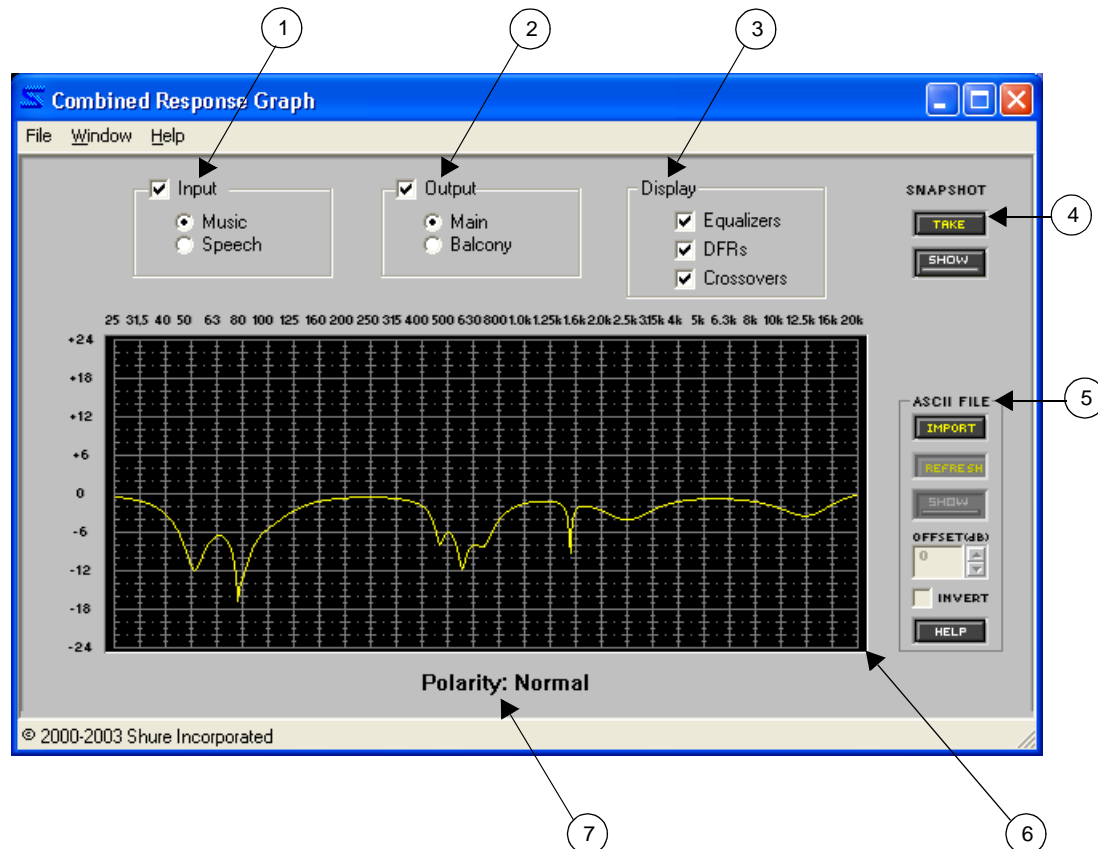 1
2
3
Combined Response Graph
File Window Help
Input
Music
Speech
Output
Main
Balcony
Display
Equalizers
DFRs
Crossovers
SNAPSHOT
TAKE
SHOW
4
25 31,5 40 50 63 80 100 125 160 200 250 315 400 500 630 800 1.0k 1.25k 1.6k 2.0k 2.5k 3.15k 4k 5k 6.3k 8k 10k 12.5k 16k 20k
+24
+18
+12
+6
0
-6
-12
-18
-24
5
ASCII FILE
IMPORT
REFRESH
SHOW
OFFSET(dB)
0
INVERT
HELP
Polarity: Normal
© 2000-2003 Shure Incorporated
7
6